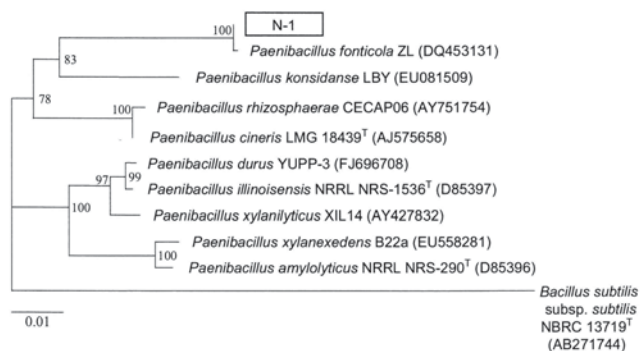 100
N-1
Paenibacillus fonticola ZL (DQ453131)
83
Paenibacillus konsidanse LBY (EU081509)
78
100
Paenibacillus rhizosphaerae CECAP06 (AY751754)
Paenibacillus cineris LMG 18439ᵀ (AJ575658)
Paenibacillus durus YUPP-3 (FJ696708)
97
99
Paenibacillus illinoisensis NRRL NRS-1536ᵀ (D85397)
100
Paenibacillus xylanilyticus XIL14 (AY427832)
Paenibacillus xylanexedens B22a (EU558281)
100
Paenibacillus amylolyticus NRRL NRS-290ᵀ (D85396)
Bacillus subtilis
subsp. subtilis
NBRC 13719ᵀ
(AB271744)
0.01